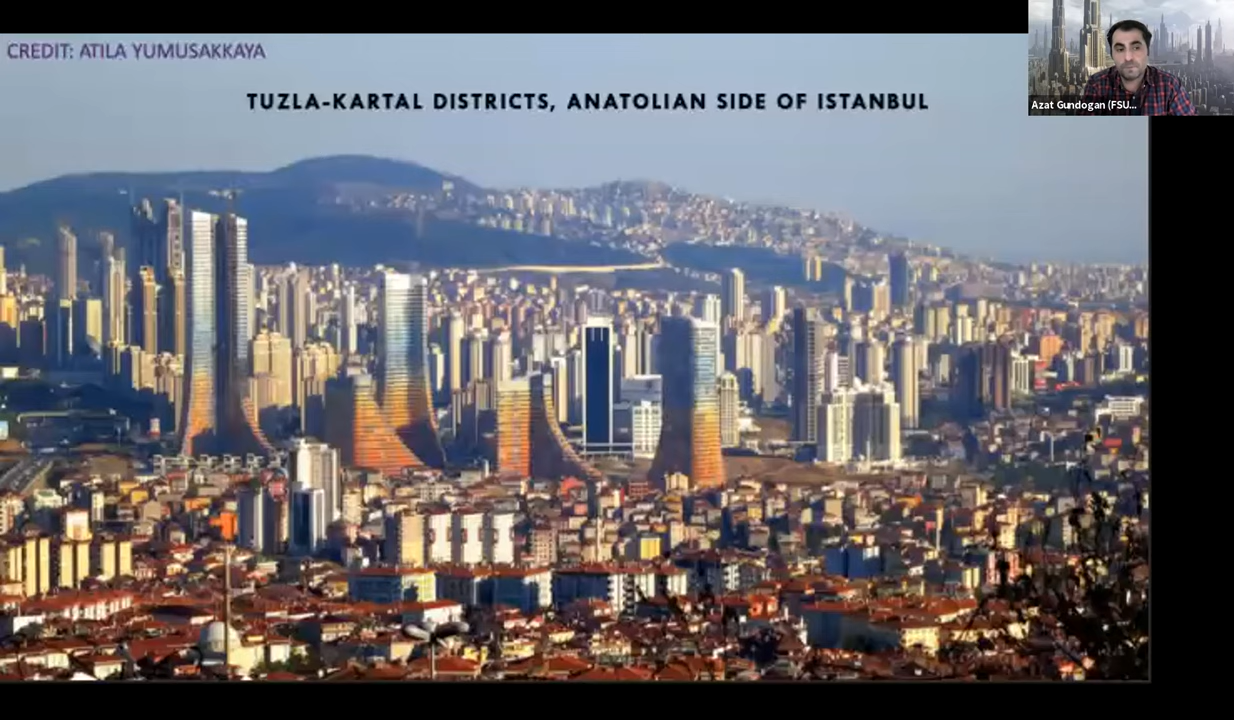 CREDIT: ATILA YUMUSAKKAYA
TUZLA-KARTAL DISTRICTS, ANATOLIAN SIDE OF ISTANBUL
Azat Gundogan (FSU...